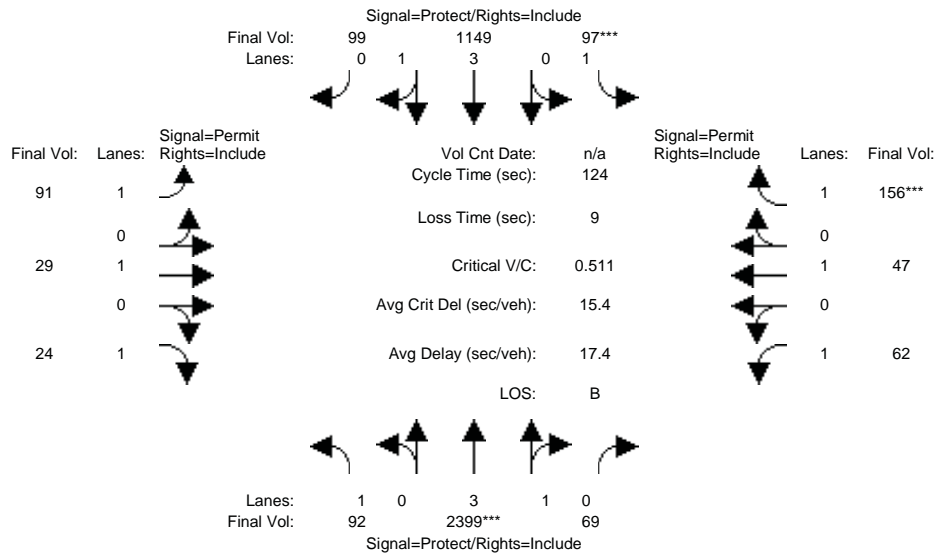 Signal=Protect/Rights=Include
Final Vol: 99 1149 97***
Lanes: 0 1 3 0 1
Signal=Permit
Final Vol: Lanes: Rights=Include
Vol Cnt Date: n/a
Signal=Permit
Rights=Include Lanes: Final Vol:
Cycle Time (sec): 124
91 1
1 156***
Loss Time (sec): 9
0
0
29 1
Critical V/C: 0.511
1 47
0
Avg Crit Del (sec/veh): 15.4
0
24 1
Avg Delay (sec/veh): 17.4
1 62
LOS: B
Lanes: 1 0 3 1 0
Final Vol: 92 2399*** 69
Signal=Protect/Rights=Include